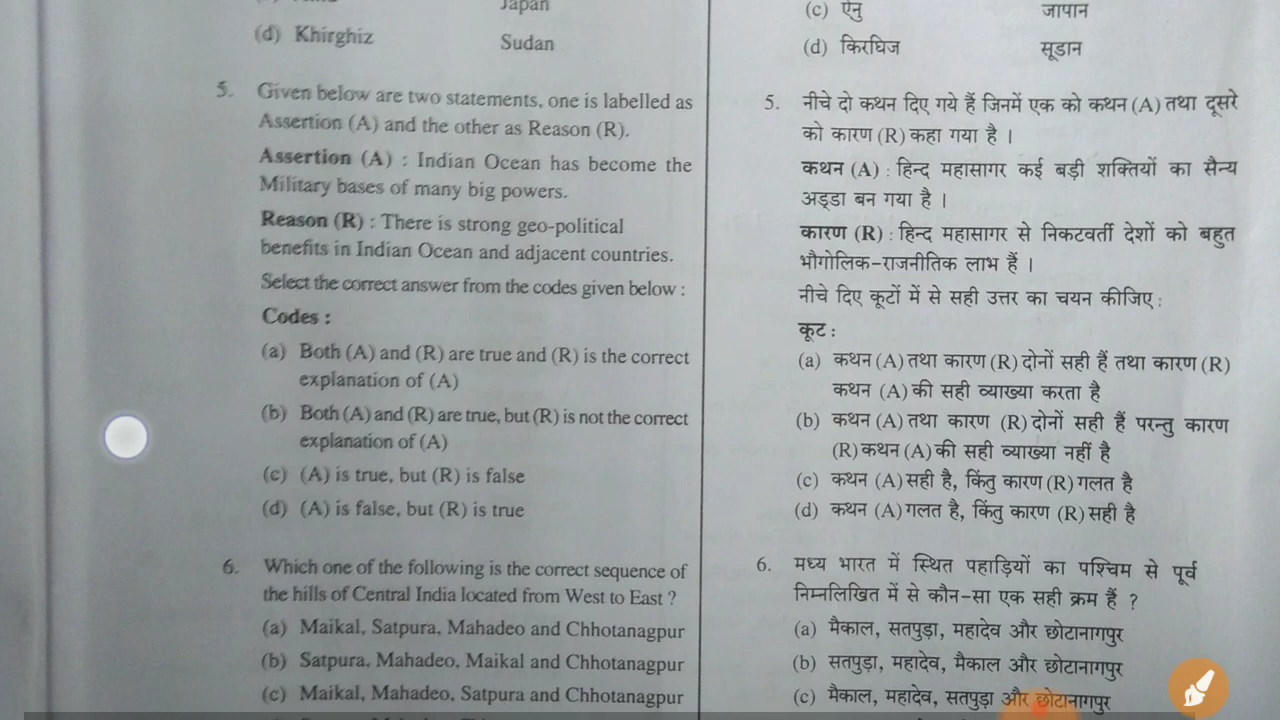 Japan
(d) Khirghiz Sudan
5. Given below are two statements, one is labelled as
Assertion (A) and the other as Reason (R).
Assertion (A) : Indian Ocean has become the
Military bases of many big powers.
Reason (R) : There is strong geo-political
benefits in Indian Ocean and adjacent countries.
Select the correct answer from the codes given below :
Codes :
(a) Both (A) and (R) are true and (R) is the correct
explanation of (A)
(b) Both (A) and (R) are true, but (R) is not the correct
explanation of (A)
(c) (A) is true, but (R) is false
(d) (A) is false, but (R) is true
6. Which one of the following is the correct sequence of
the hills of Central India located from West to East ?
(a) Maikal, Satpura, Mahadeo and Chhotanagpur
(b) Satpura, Mahadeo, Maikal and Chhotanagpur
(c) Maikal, Mahadeo, Satpura and Chhotanagpur
(c) ऐनु जापान
(d) किरघिज सूडान
5. नीचे दो कथन दिए गये हैं जिनमें एक को कथन (A) तथा दूसरे
को कारण (R) कहा गया है ।
कथन (A) : हिन्द महासागर कई बड़ी शक्तियों का सैन्य
अड्डा बन गया है ।
कारण (R) : हिन्द महासागर से निकटवर्ती देशों को बहुत
भौगोलिक-राजनीतिक लाभ हैं ।
नीचे दिए कूटों में से सही उत्तर का चयन कीजिए :
कूट :
(a) कथन (A) तथा कारण (R) दोनों सही हैं तथा कारण (R)
कथन (A) की सही व्याख्या करता है
(b) कथन (A) तथा कारण (R) दोनों सही हैं परन्तु कारण
(R) कथन (A) की सही व्याख्या नहीं है
(c) कथन (A) सही है, किंतु कारण (R) गलत है
(d) कथन (A) गलत है, किंतु कारण (R) सही है
6. मध्य भारत में स्थित पहाड़ियों का पश्चिम से पूर्व
निम्नलिखित में से कौन-सा एक सही क्रम हैं ?
(a) मैकाल, सतपुड़ा, महादेव और छोटानागपुर
(b) सतपुड़ा, महादेव, मैकाल और छोटानागपुर
(c) मैकाल, महादेव, सतपुड़ा और छोटानागपुर